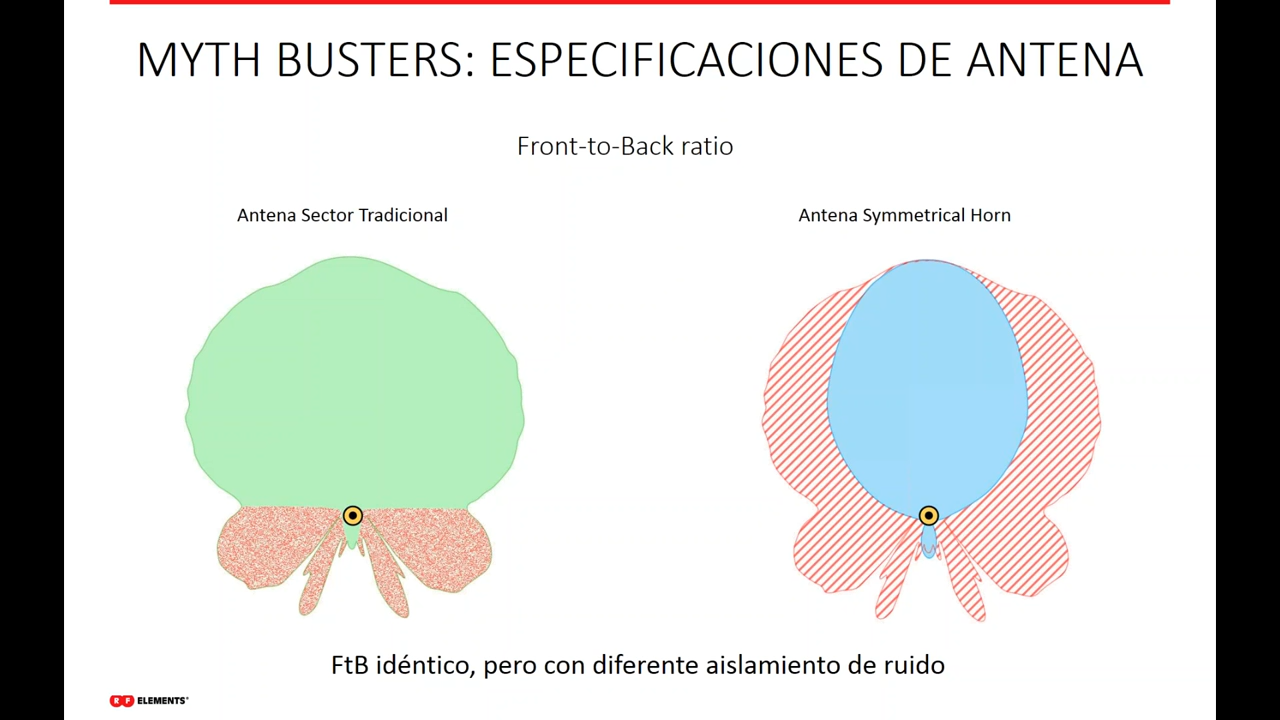 MYTH BUSTERS: ESPECIFICACIONES DE ANTENA
Front-to-Back ratio
Antena Sector Tradicional
Antena Symmetrical Horn
FtB idéntico, pero con diferente aislamiento de ruido
RF ELEMENTS®